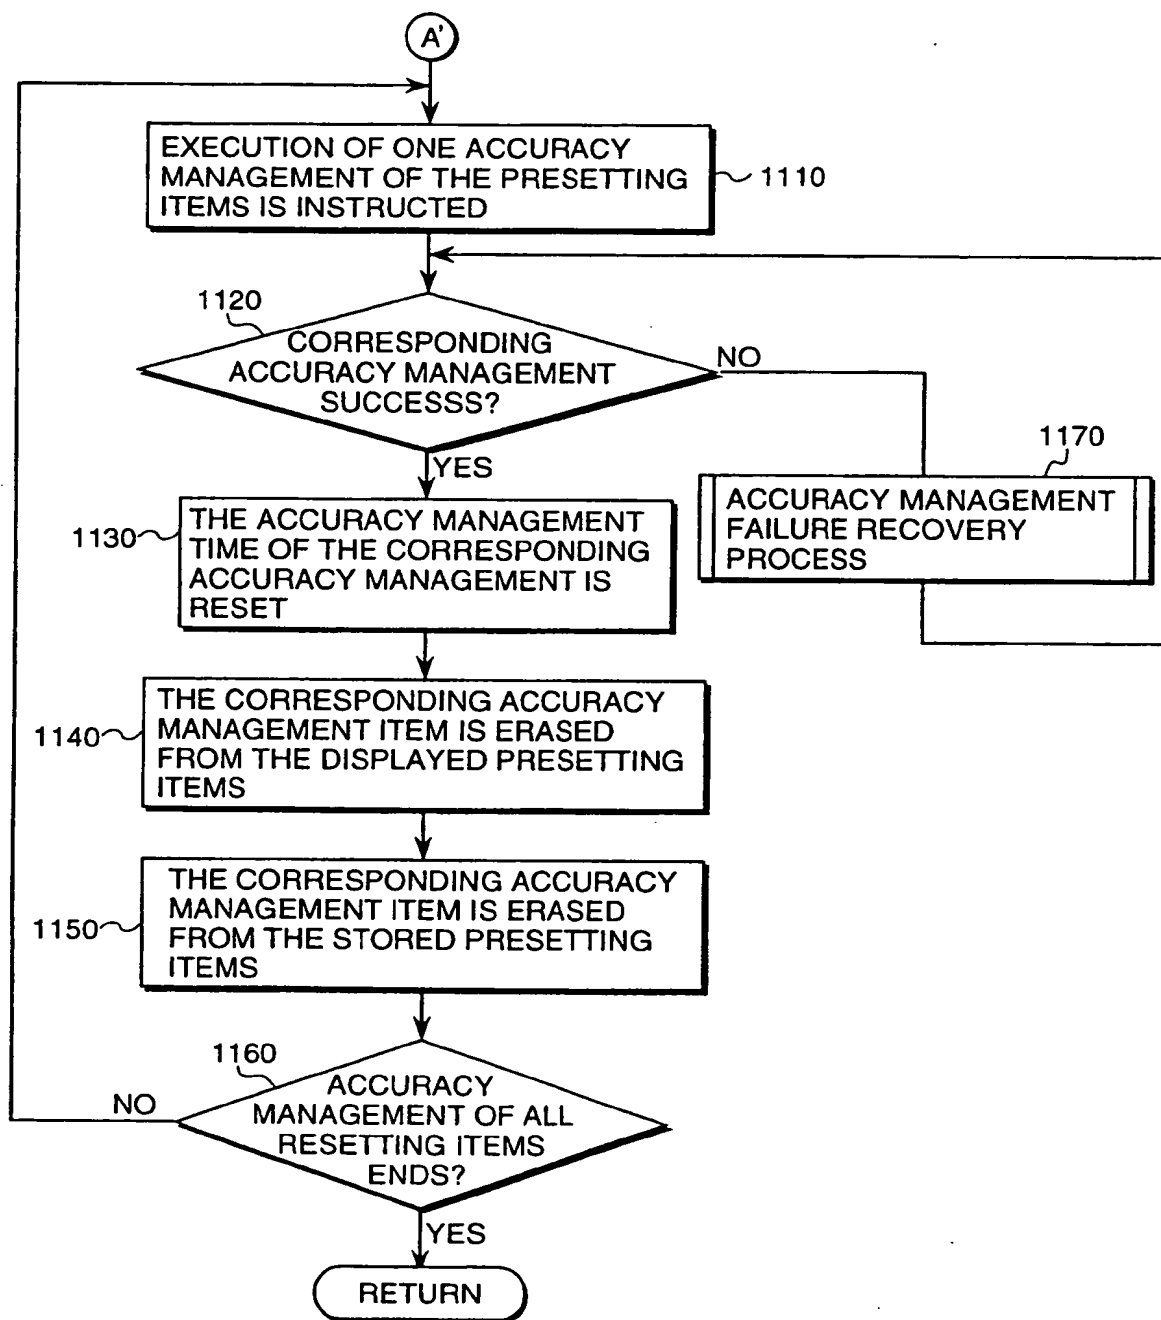 A'
EXECUTION OF ONE ACCURACY
MANAGEMENT OF THE PRESETTING
ITEMS IS INSTRUCTED
1110
1120
CORRESPONDING
ACCURACY MANAGEMENT
SUCCESSS?
NO
YES
1170
ACCURACY MANAGEMENT
FAILURE RECOVERY
PROCESS
1130
THE ACCURACY MANAGEMENT
TIME OF THE CORRESPONDING
ACCURACY MANAGEMENT IS
RESET
1140
THE CORRESPONDING ACCURACY
MANAGEMENT ITEM IS ERASED
FROM THE DISPLAYED PRESETTING
ITEMS
1150
THE CORRESPONDING ACCURACY
MANAGEMENT ITEM IS ERASED
FROM THE STORED PRESETTING
ITEMS
1160
NO
ACCURACY
MANAGEMENT OF ALL
RESETTING ITEMS
ENDS?
YES
RETURN